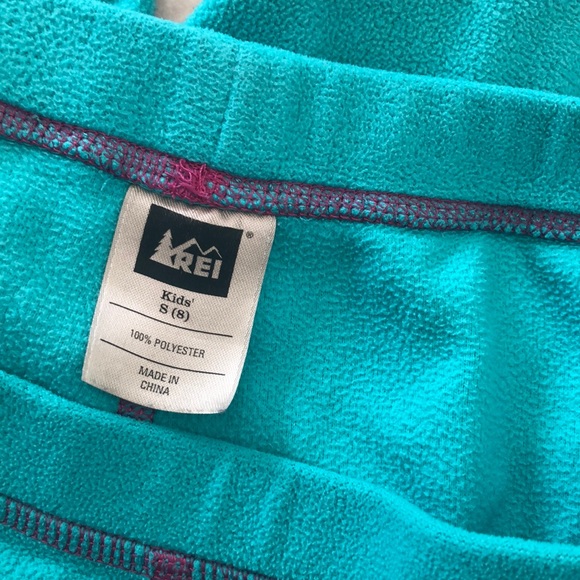 REI®
Kids'
S (8)
100% POLYESTER
MADE IN
CHINA